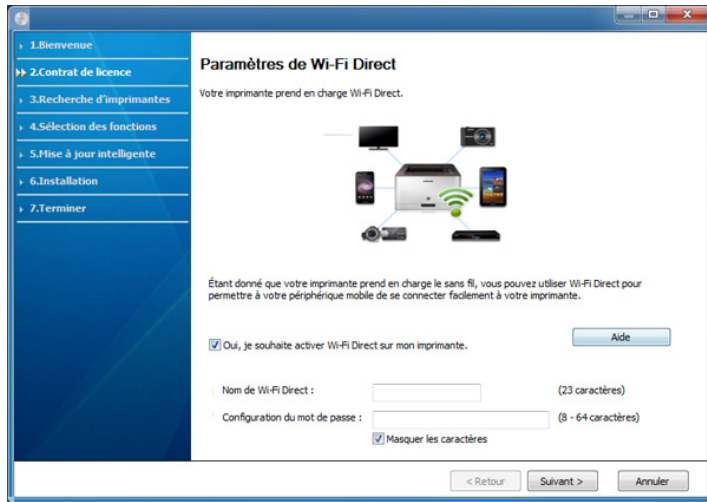 1.Bienvenue
2.Contrat de licence
3.Recherche d'imprimantes
4.Sélection des fonctions
5.Mise à jour intelligente
6.Installation
7.Terminer
Paramètres de Wi-Fi Direct
Votre imprimante prend en charge Wi-Fi Direct.
Étant donné que votre imprimante prend en charge le sans fil, vous pouvez utiliser Wi-Fi Direct pour
permettre à votre périphérique mobile de se connecter facilement à votre imprimante.
Oui, je souhaite activer Wi-Fi Direct sur mon imprimante.
Aide
Nom de Wi-Fi Direct :
(23 caractères)
Configuration du mot de passe :
(8 - 64 caractères)
Masquer les caractères
< Retour
Suivant >
Annuler